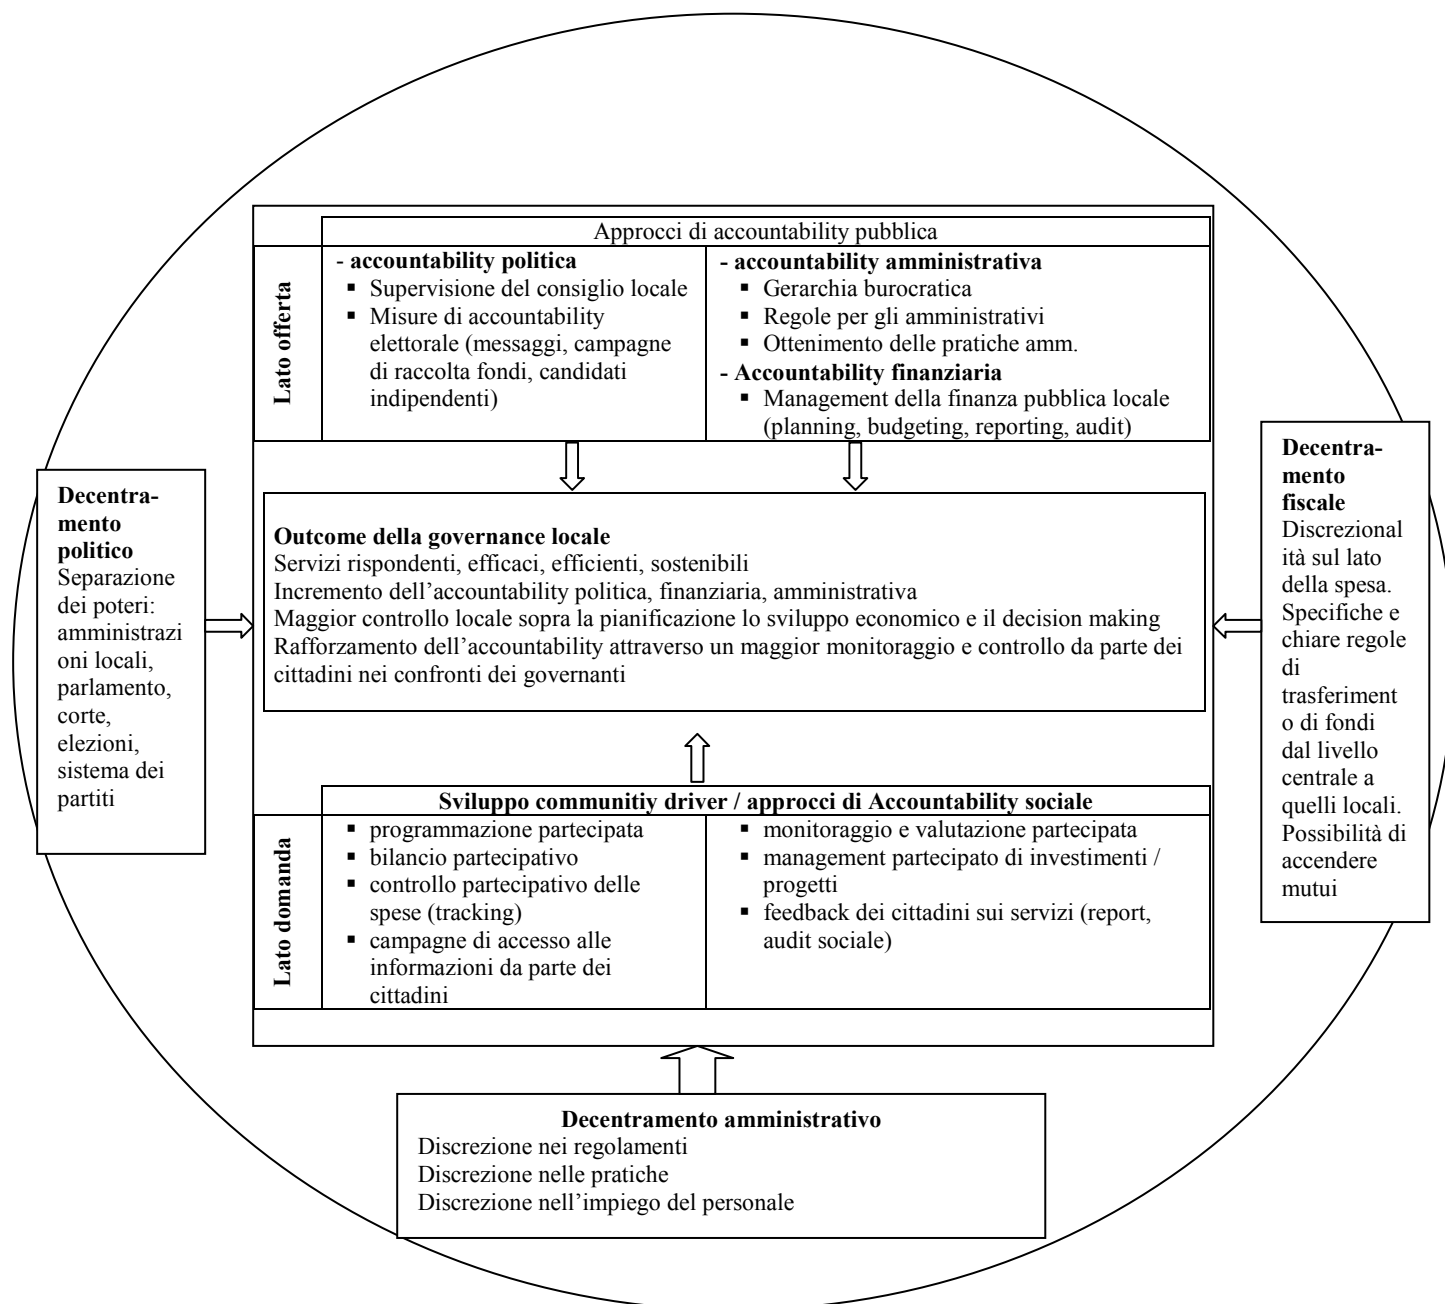 Approcci di accountability pubblica
Lato offerta
- accountability politica
▪ Supervisione del consiglio locale
▪ Misure di accountability
elettorale (messaggi, campagne
di raccolta fondi, candidati
indipendenti)
- accountability amministrativa
▪ Gerarchia burocratica
▪ Regole per gli amministrativi
▪ Ottenimento delle pratiche amm.
- Accountability finanziaria
▪ Management della finanza pubblica locale
(planning, budgeting, reporting, audit)
Decentra-
mento
politico
Separazione
dei poteri:
amministrazi
oni locali,
parlamento,
corte,
elezioni,
sistema dei
partiti
Outcome della governance locale
Servizi rispondenti, efficaci, efficienti, sostenibili
Incremento dell’accountability politica, finanziaria, amministrativa
Maggior controllo locale sopra la pianificazione lo sviluppo economico e il decision making
Rafforzamento dell’accountability attraverso un maggior monitoraggio e controllo da parte dei
cittadini nei confronti dei governanti
Decentra-
mento
fiscale
Discrezional
ità sul lato
della spesa.
Specifiche e
chiare regole
di
trasferiment
o di fondi
dal livello
centrale a
quelli locali.
Possibilità di
accendere
mutui
Sviluppo communitiy driver / approcci di Accountability sociale
Lato domanda
▪ programmazione partecipata
▪ bilancio partecipativo
▪ controllo partecipativo delle
spese (tracking)
▪ campagne di accesso alle
informazioni da parte dei
cittadini
▪ monitoraggio e valutazione partecipata
▪ management partecipato di investimenti /
progetti
▪ feedback dei cittadini sui servizi (report,
audit sociale)
Decentramento amministrativo
Discrezione nei regolamenti
Discrezione nelle pratiche
Discrezione nell’impiego del personale